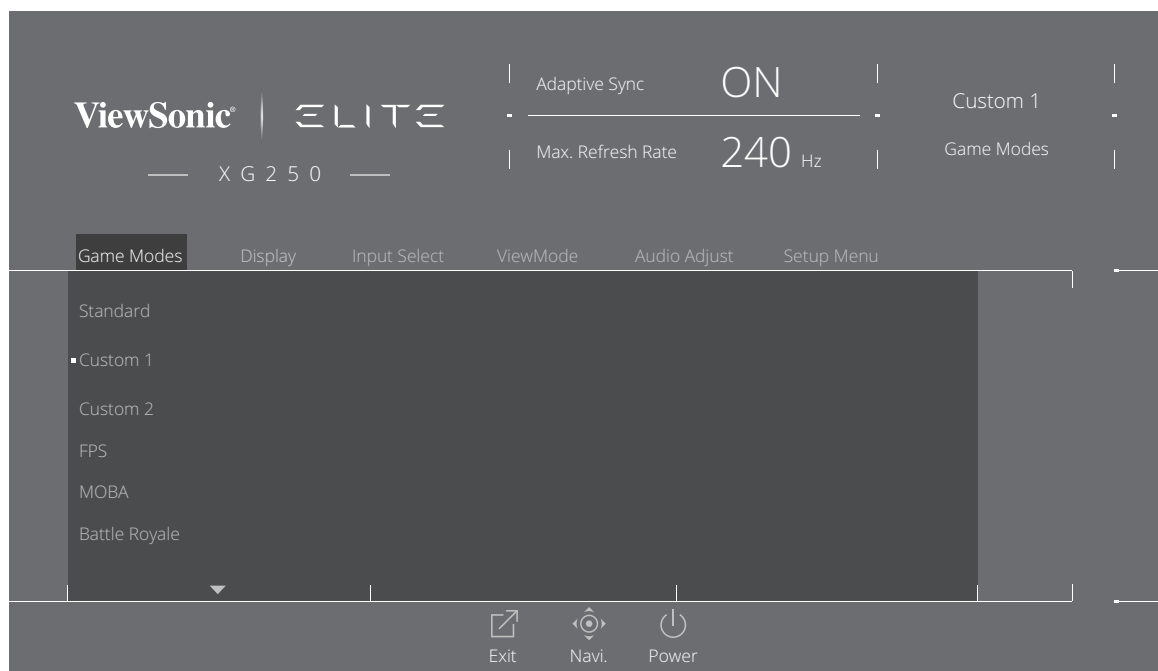 ViewSonic® ELITE
XG250
Adaptive Sync ON
Max. Refresh Rate 240 Hz
Custom 1
Game Modes
Game Modes Display Input Select ViewMode Audio Adjust Setup Menu
Standard
Custom 1
Custom 2
FPS
MOBA
Battle Royale
Exit Navi. Power